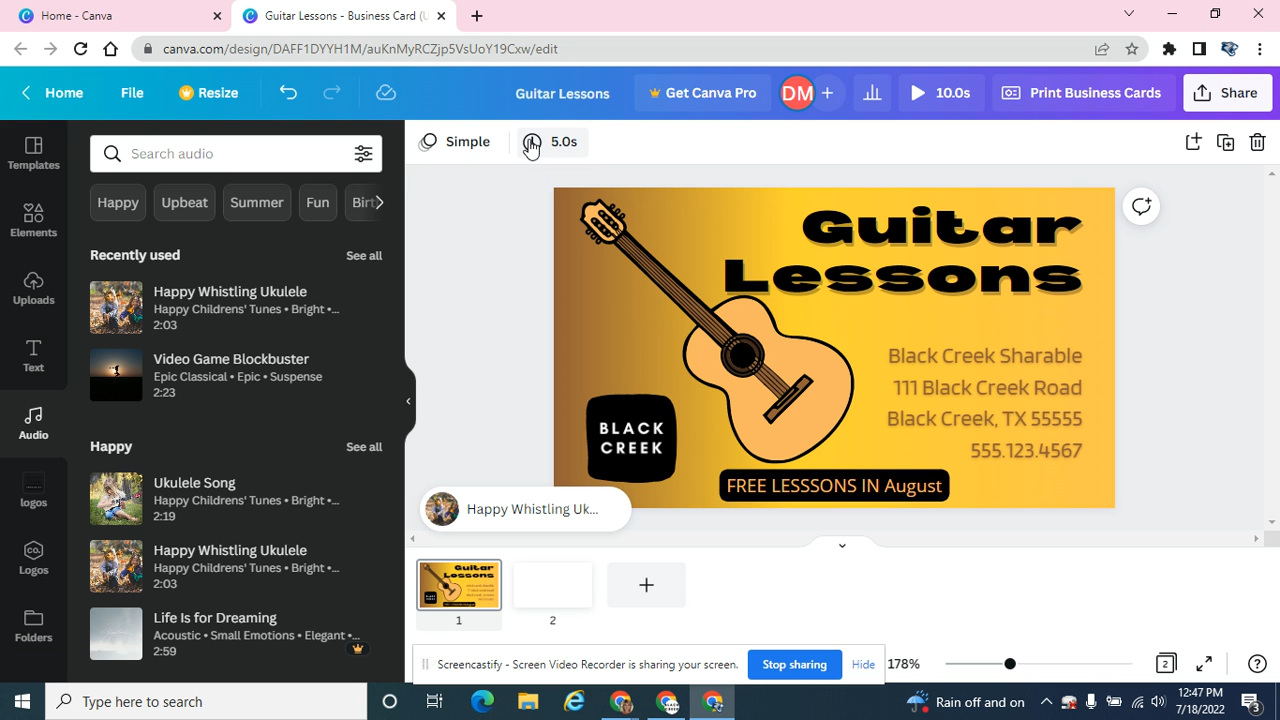 Home - Canva
Guitar Lessons - Business Card (U
canva.com/design/DAFF1DYYH1M/auKnMyRCZjp5VsUoY19Cxw/edit
Home
File
Resize
Guitar Lessons
Get Canva Pro
DM
10.0s
Print Business Cards
Share
Templates
Elements
Uploads
Text
Audio
logos
CO.
Logos
Folders
Search audio
Happy
Upbeat
Summer
Fun
Birt
Recently used
See all
Happy Whistling Ukulele
Happy Childrens' Tunes • Bright •...
2:03
Video Game Blockbuster
Epic Classical • Epic • Suspense
2:23
Happy
See all
Ukulele Song
Happy Childrens' Tunes • Bright •...
2:19
Happy Whistling Ukulele
Happy Childrens' Tunes • Bright •...
2:03
Life Is for Dreaming
Acoustic • Small Emotions • Elegant •...
2:59
Simple
5.0s
Guitar
Lessons
Black Creek Sharable
111 Black Creek Road
Black Creek, TX 55555
555.123.4567
BLACK
CREEK
FREE LESSSONS IN August
Happy Whistling Uk...
1
2
Screencastify - Screen Video Recorder is sharing your screen.
Stop sharing
Hide
178%
2
Type here to search
Rain off and on
12:47 PM
7/18/2022
3